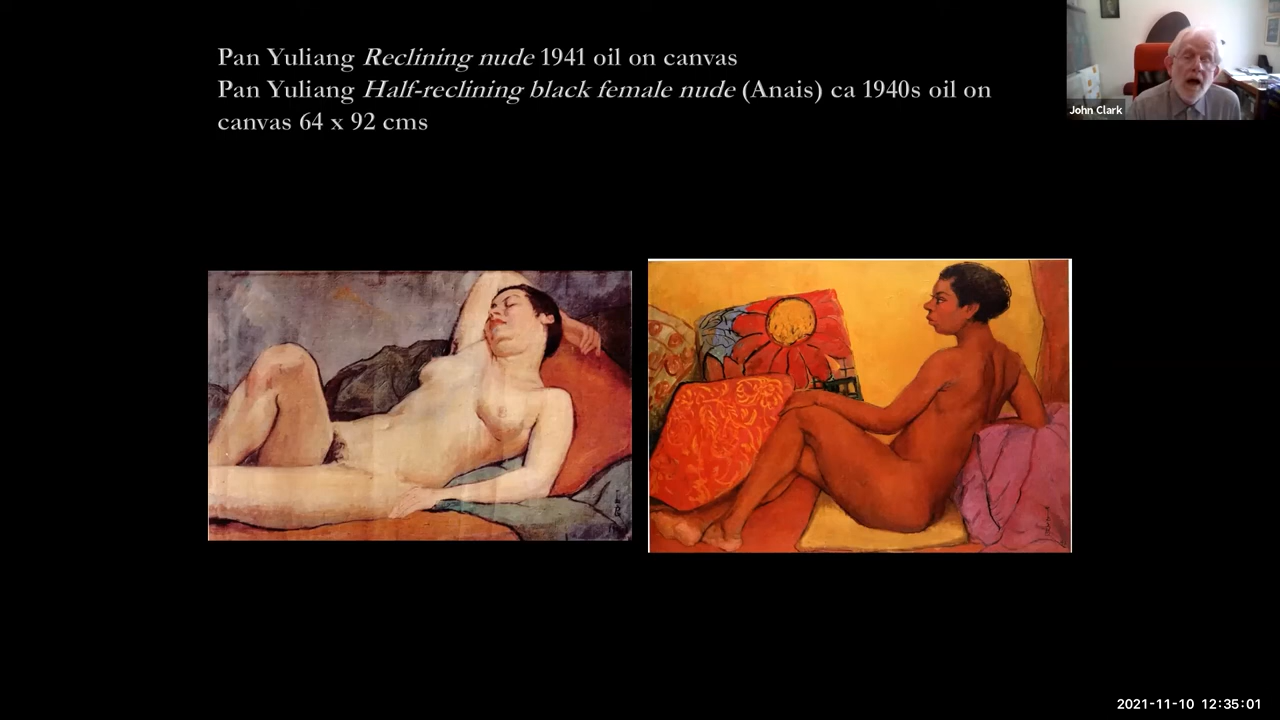 Pan Yuliang Reclining nude 1941 oil on canvas
Pan Yuliang Half-reclining black female nude (Anais) ca 1940s oil on
canvas 64 x 92 cms
John Clark
2021-11-10 12:35:01